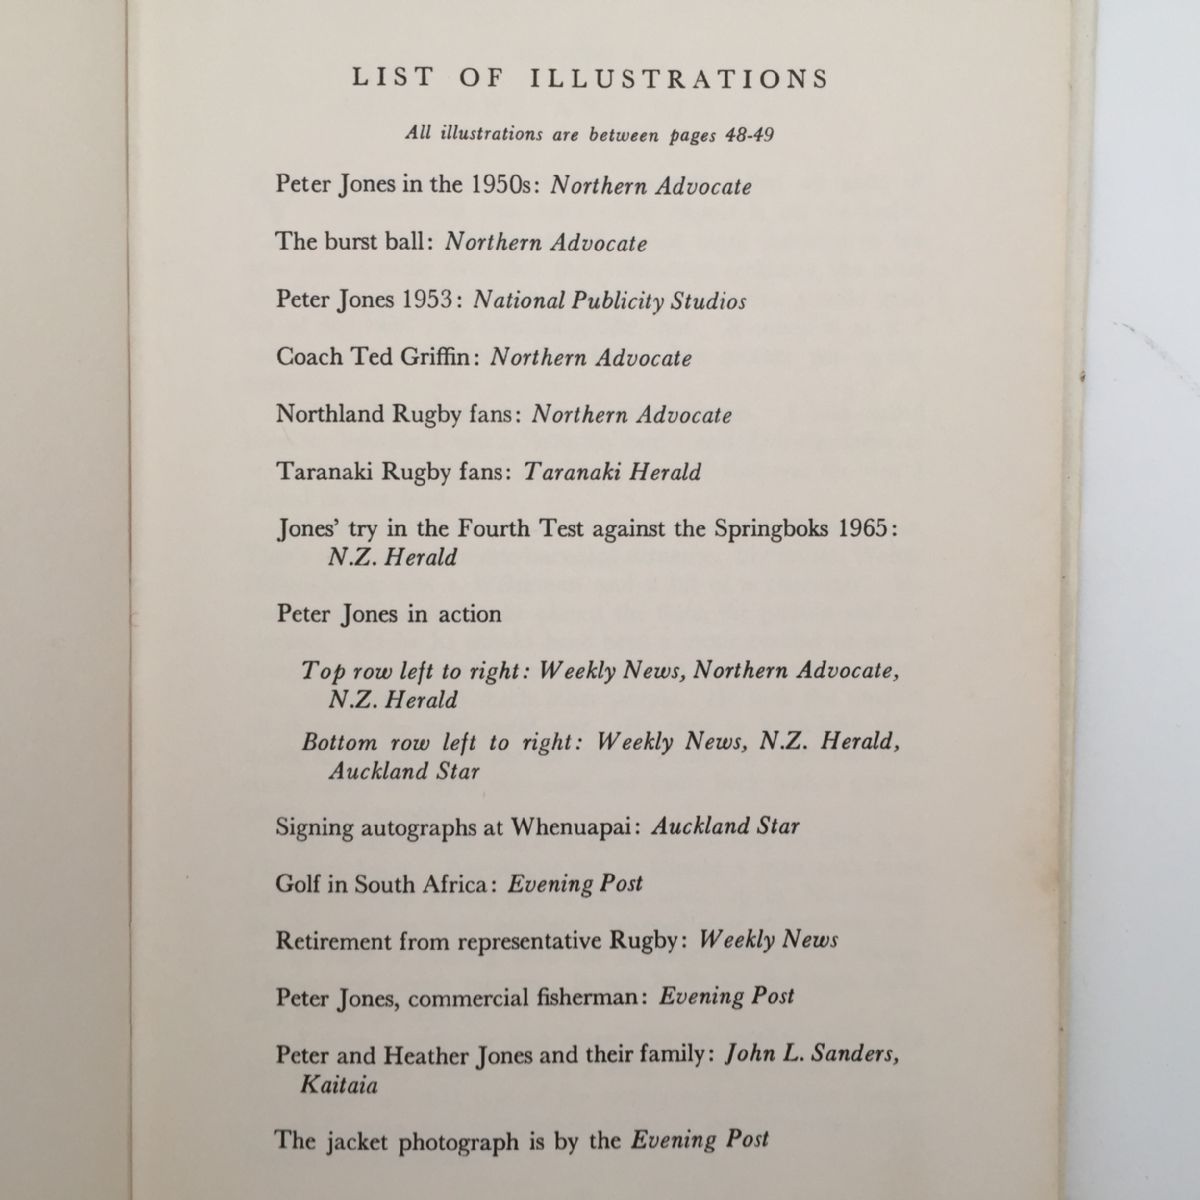 LIST OF ILLUSTRATIONS
All illustrations are between pages 48-49
Peter Jones in the 1950s: Northern Advocate
The burst ball: Northern Advocate
Peter Jones 1953: National Publicity Studios
Coach Ted Griffin: Northern Advocate
Northland Rugby fans: Northern Advocate
Taranaki Rugby fans: Taranaki Herald
Jones’ try in the Fourth Test against the Springboks 1965:
N.Z. Herald
Peter Jones in action
Top row left to right: Weekly News, Northern Advocate,
N.Z. Herald
Bottom row left to right: Weekly News, N.Z. Herald,
Auckland Star
Signing autographs at Whenuapai: Auckland Star
Golf in South Africa: Evening Post
Retirement from representative Rugby: Weekly News
Peter Jones, commercial fisherman: Evening Post
Peter and Heather Jones and their family: John L. Sanders,
Kaitaia
The jacket photograph is by the Evening Post